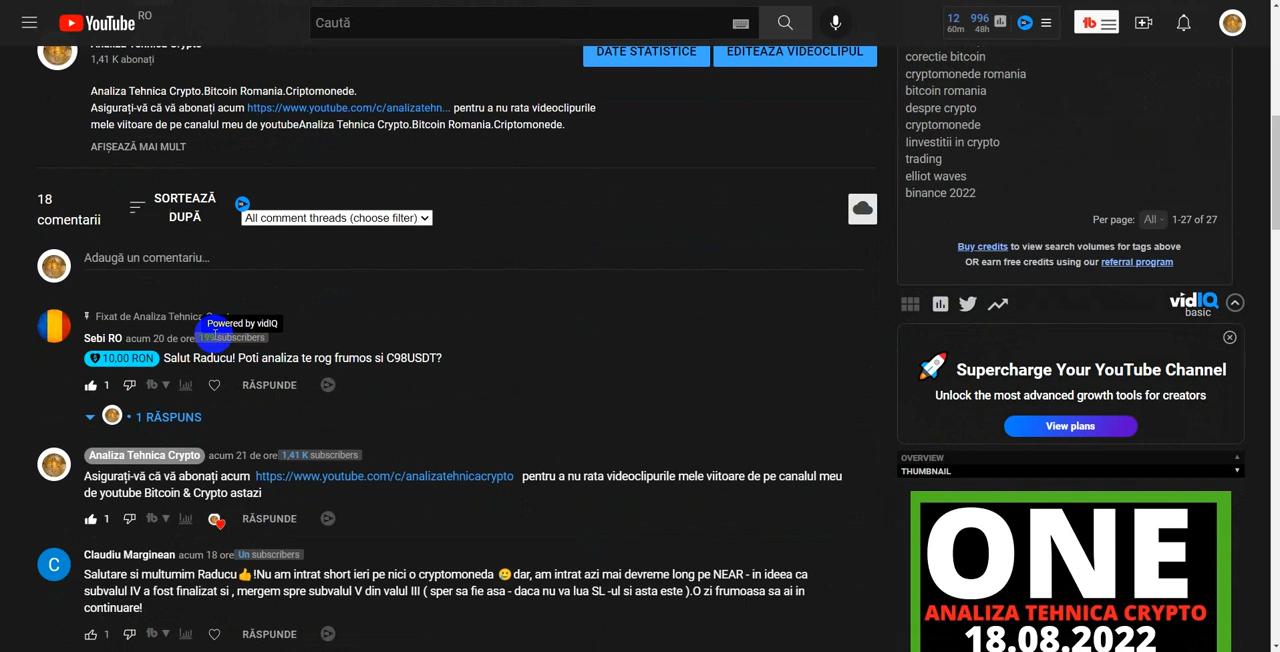 YouTube RO
Caută
12 996
60m 48h
tb
Analiza Tehnica Crypto
1,41 K abonați
DATE STATISTICE
EDITEAZĂ VIDEOCLIPUL
Analiza Tehnica Crypto.Bitcoin Romania.Criptomonede.
Asigurați-vă că vă abonați acum https://www.youtube.com/c/analizatehn... pentru a nu rata videoclipurile
mele viitoare de pe canalul meu de youtubeAnaliza Tehnica Crypto.Bitcoin Romania.Criptomonede.
AFIȘEAZĂ MAI MULT
18
comentarii
SORTEAZĂ
DUPĂ
All comment threads (choose filter)
Adaugă un comentariu...
Fixat de Analiza Tehnica
Powered by vidIQ
Sebi RO acum 20 de ore subscribers
10,00 RON Salut Raducu! Poti analiza te rog frumos si C98USDT?
1 tb RĂSPUNDE
• 1 RĂSPUNS
Analiza Tehnica Crypto acum 21 de ore 1,41 K subscribers
Asigurați-vă că vă abonați acum https://www.youtube.com/c/analizatehnicacrypto pentru a nu rata videoclipurile mele viitoare de pe canalul meu
de youtube Bitcoin & Crypto astazi
1 tb RĂSPUNDE
C
Claudiu Marginean acum 18 ore Un subscribers
Salutare si multumim Raducu👍!Nu am intrat short ieri pe nici o cryptomoneda 🥲 dar, am intrat azi mai devreme long pe NEAR - in ideea ca
subvalul IV a fost finalizat si , mergem spre subvalul V din valul III ( sper sa fie asa - daca nu va lua SL -ul si asta este ).O zi frumoasa sa ai in
continuare!
1 tb RĂSPUNDE
corectie bitcoin
cryptomonede romania
bitcoin romania
despre crypto
cryptomonede
Iinvestitii in crypto
trading
elliot waves
binance 2022
Per page: All 1-27 of 27
Buy credits to view search volumes for tags above
OR earn free credits using our referral program
vidIQ
basic
Supercharge Your YouTube Channel
Unlock the most advanced growth tools for creators
View plans
OVERVIEW
THUMBNAIL
ONE
ANALIZA TEHNICA CRYPTO
18.08.2022